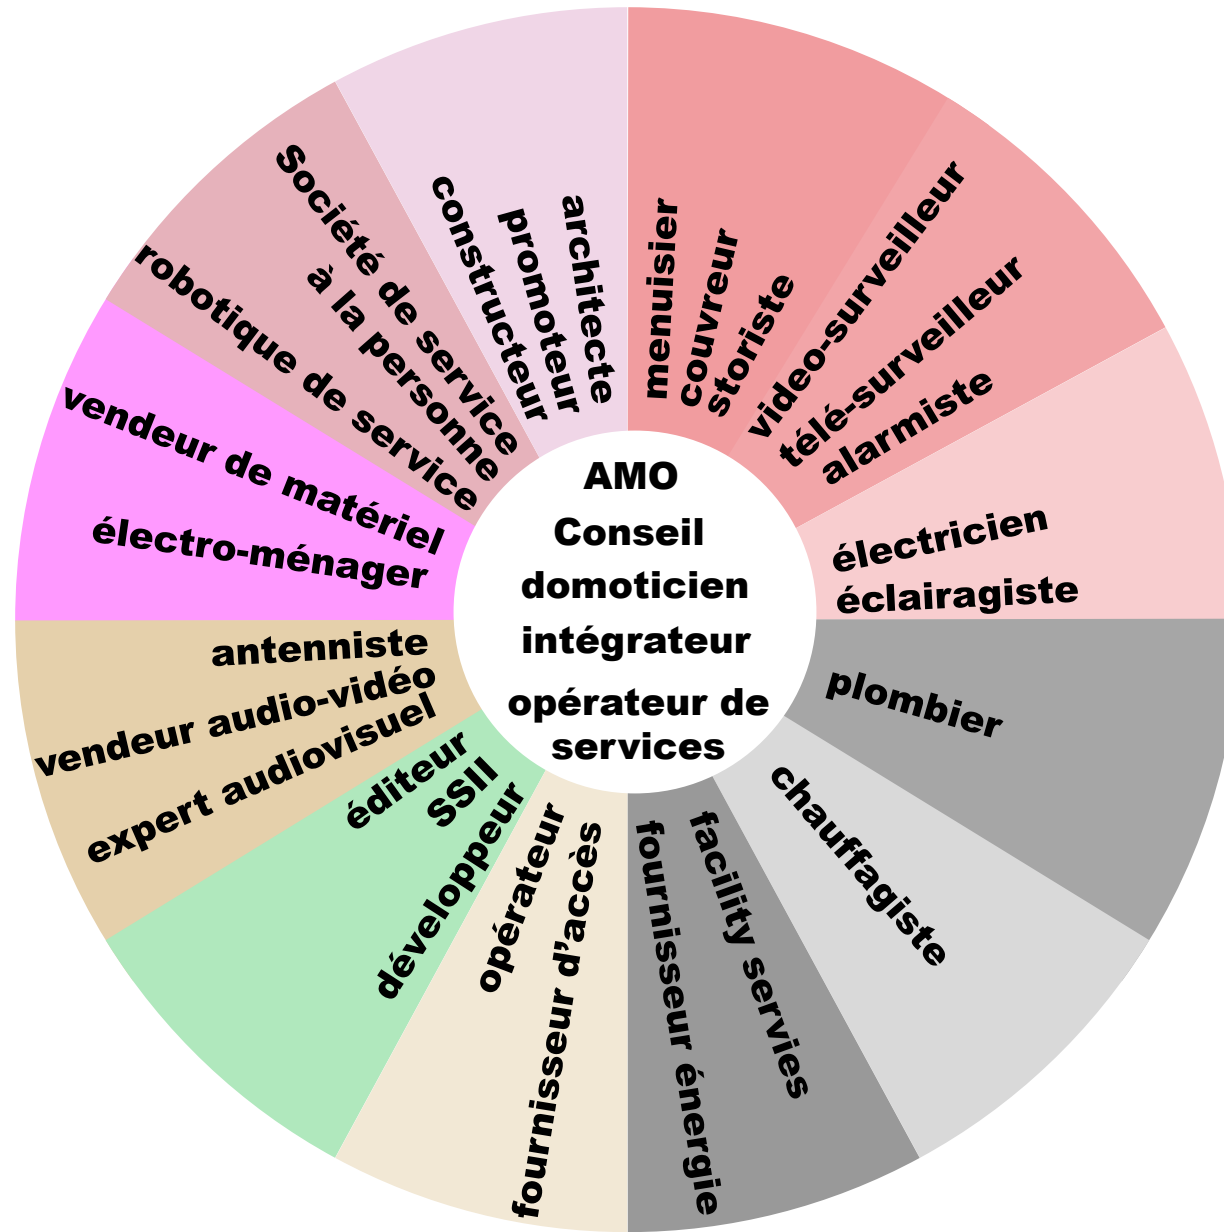 AMO
Conseil
domoticien
intégrateur
opérateur de
services
menuisier
couvreur
storiste
video-surveilleur
télé-surveilleur
alarmiste
électricien
éclairagiste
plombier
chauffagiste
facility servies
fournisseur énergie
fournisseur d'accès
opérateur
développeur
SSII
éditeur
expert audiovisuel
vendeur audio-vidéo
antenniste
électro-ménager
vendeur de matériel
robotique de service
Société de service
à la personne
constructeur
promoteur
architecte